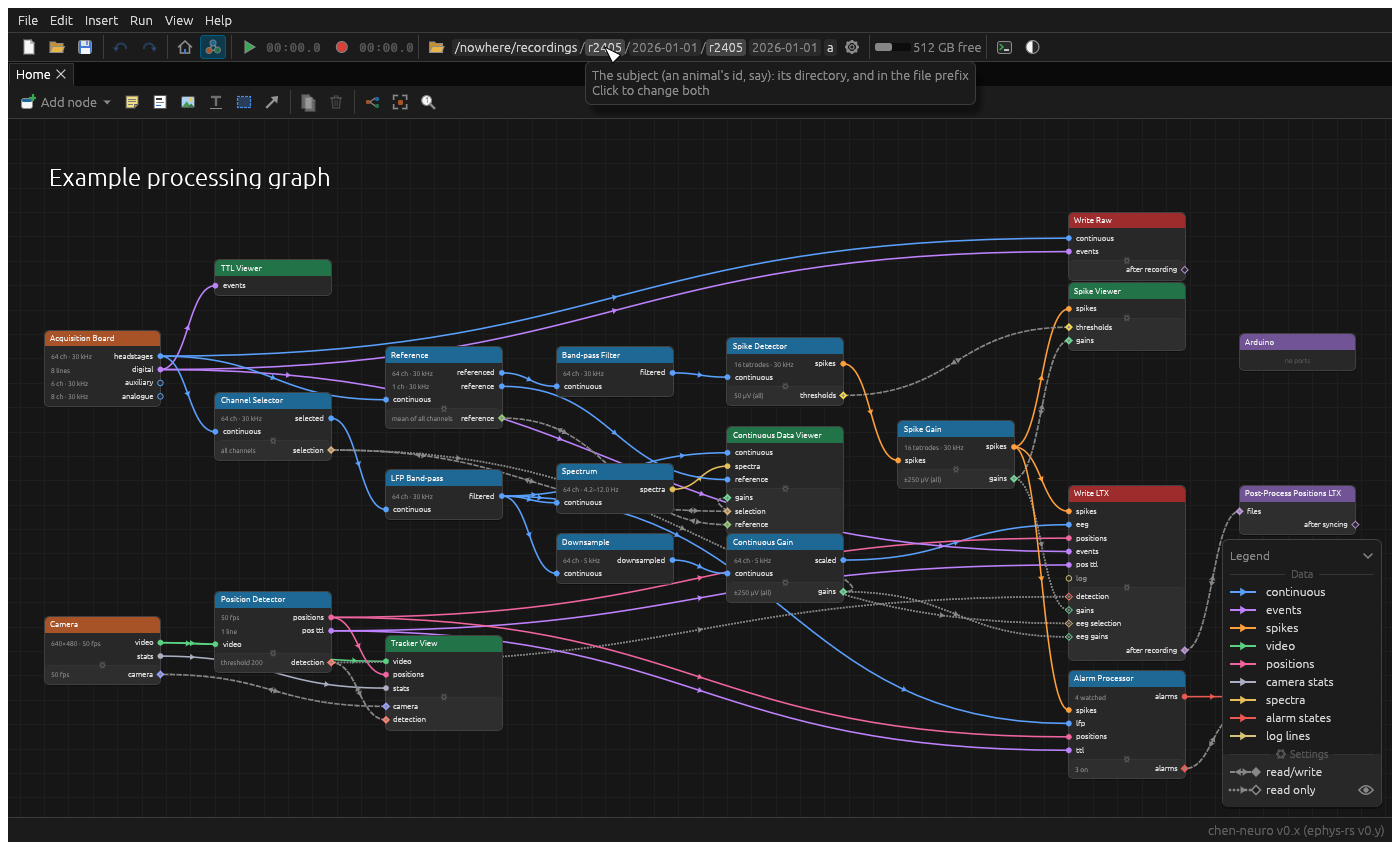 File Edit Insert Run View Help
00:00.0 00:00.0 /nowhere/recordings / r2405 / 2026-01-01 / r2405 2026-01-01 a 512 GB free
Home
The subject (an animal's id, say): its directory, and in the file prefix
Click to change both
Add node
Example processing graph
Write Raw
continuous
events
after recording
TTL Viewer
events
Spike Viewer
spikes
thresholds
gains
Acquisition Board
64 ch · 30 kHz headstages
8 lines digital
6 ch · 30 kHz auxiliary
8 ch · 30 kHz analogue
Reference
64 ch · 30 kHz referenced
1 ch · 30 kHz reference
continuous
mean of all channels reference
Band-pass Filter
64 ch · 30 kHz filtered
continuous
Spike Detector
16 tetrodes · 30 kHz spikes
continuous
50 µV (all) thresholds
Arduino
no ports
Channel Selector
64 ch · 30 kHz selected
continuous
all channels selection
Continuous Data Viewer
continuous
spectra
reference
gains
selection
reference
Spike Gain
16 tetrodes · 30 kHz spikes
spikes
±250 µV (all) gains
LFP Band-pass
64 ch · 30 kHz filtered
continuous
Spectrum
64 ch · 4.2–12.0 Hz spectra
continuous
Write LTX
spikes
eeg
positions
events
pos ttl
log
detection
gains
eeg selection
eeg gains
after recording
Post-Process Positions LTX
files
after syncing
Downsample
64 ch · 5 kHz downsampled
continuous
Continuous Gain
64 ch · 5 kHz scaled
continuous
±250 µV (all) gains
Position Detector
50 fps positions
1 line pos ttl
video
threshold 200 detection
Camera
640×480 · 50 fps video
stats
50 fps camera
Tracker View
video
positions
stats
camera
detection
Alarm Processor
4 watched alarms
spikes
lfp
positions
ttl
3 on alarms
Legend
Data
continuous
events
spikes
video
positions
camera stats
spectra
alarm states
log lines
Settings
read/write
read only
chen-neuro v0.x (ephys-rs v0.y)